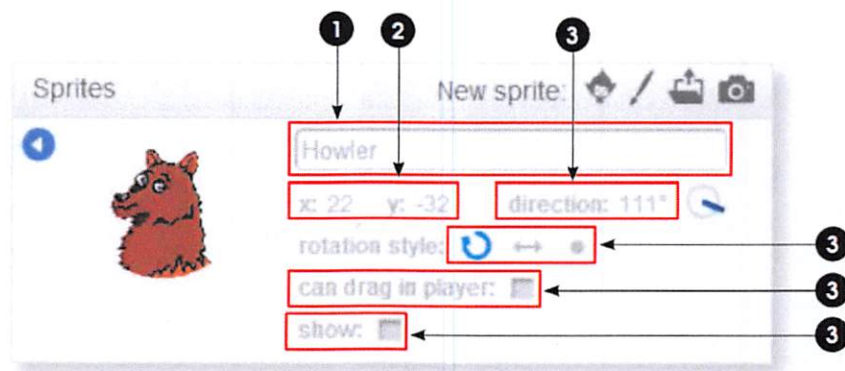 1 2 3
Sprites New sprite:
Howler
x: 22 y: -32 direction: 111°
rotation style: 3
can drag in player: 3
show: 3